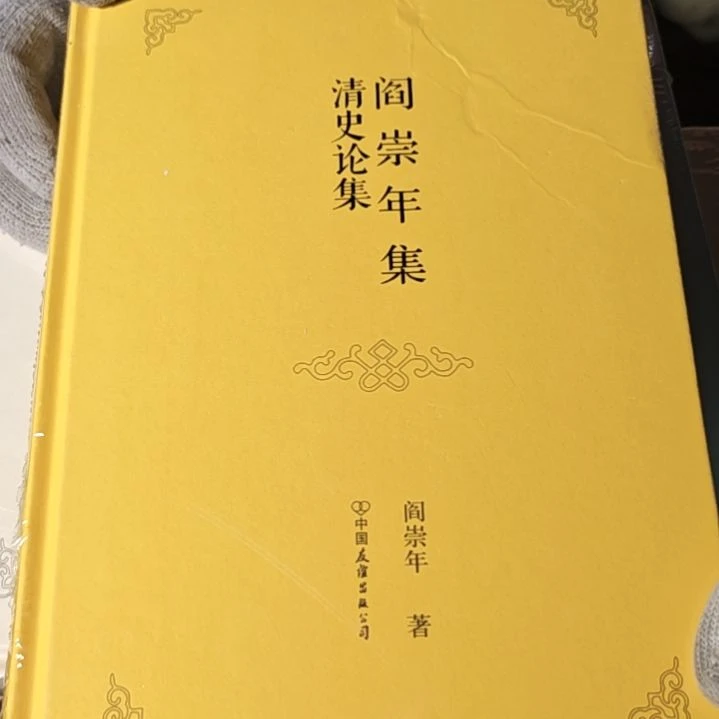 阎崇年集
清史论集
阎崇年 著
中国友谊出版公司